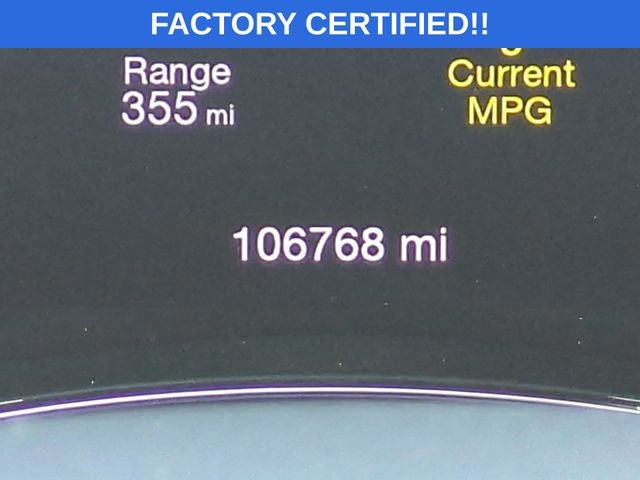 FACTORY CERTIFIED!!
Range
355 mi
Current
MPG
106768 mi